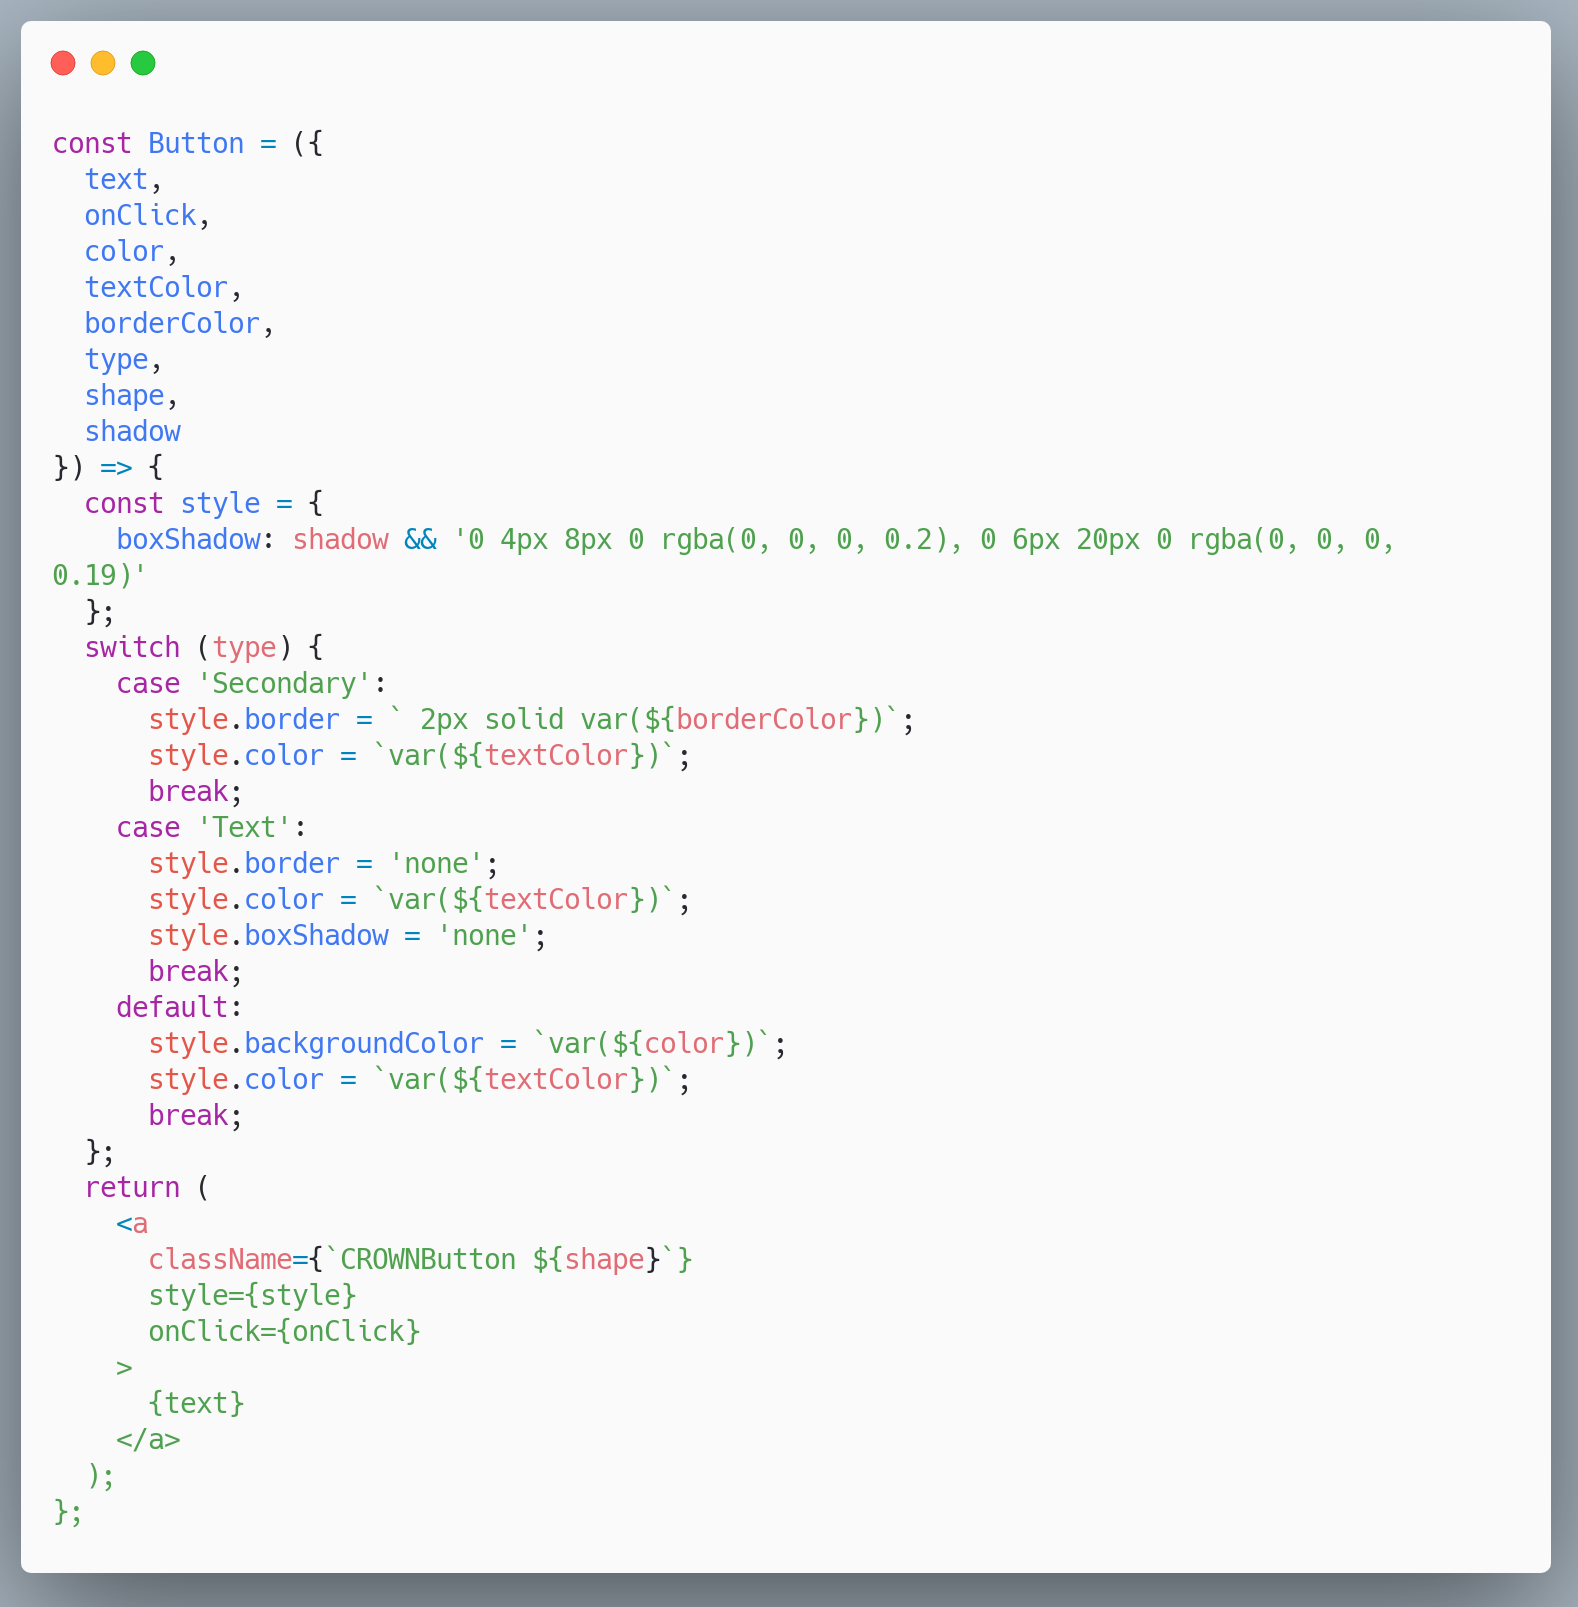 const Button = ({
  text,
  onClick,
  color,
  textColor,
  borderColor,
  type,
  shape,
  shadow
}) => {
  const style = {
    boxShadow: shadow && '0 4px 8px 0 rgba(0, 0, 0, 0.2), 0 6px 20px 0 rgba(0, 0, 0,
0.19)'
  };
  switch (type) {
    case 'Secondary':
      style.border = ` 2px solid var(${borderColor})`;
      style.color = `var(${textColor})`;
      break;
    case 'Text':
      style.border = 'none';
      style.color = `var(${textColor})`;
      style.boxShadow = 'none';
      break;
    default:
      style.backgroundColor = `var(${color})`;
      style.color = `var(${textColor})`;
      break;
  };
  return (
    <a
      className={`CROWNButton ${shape}`}
      style={style}
      onClick={onClick}
    >
      {text}
    </a>
  );
};